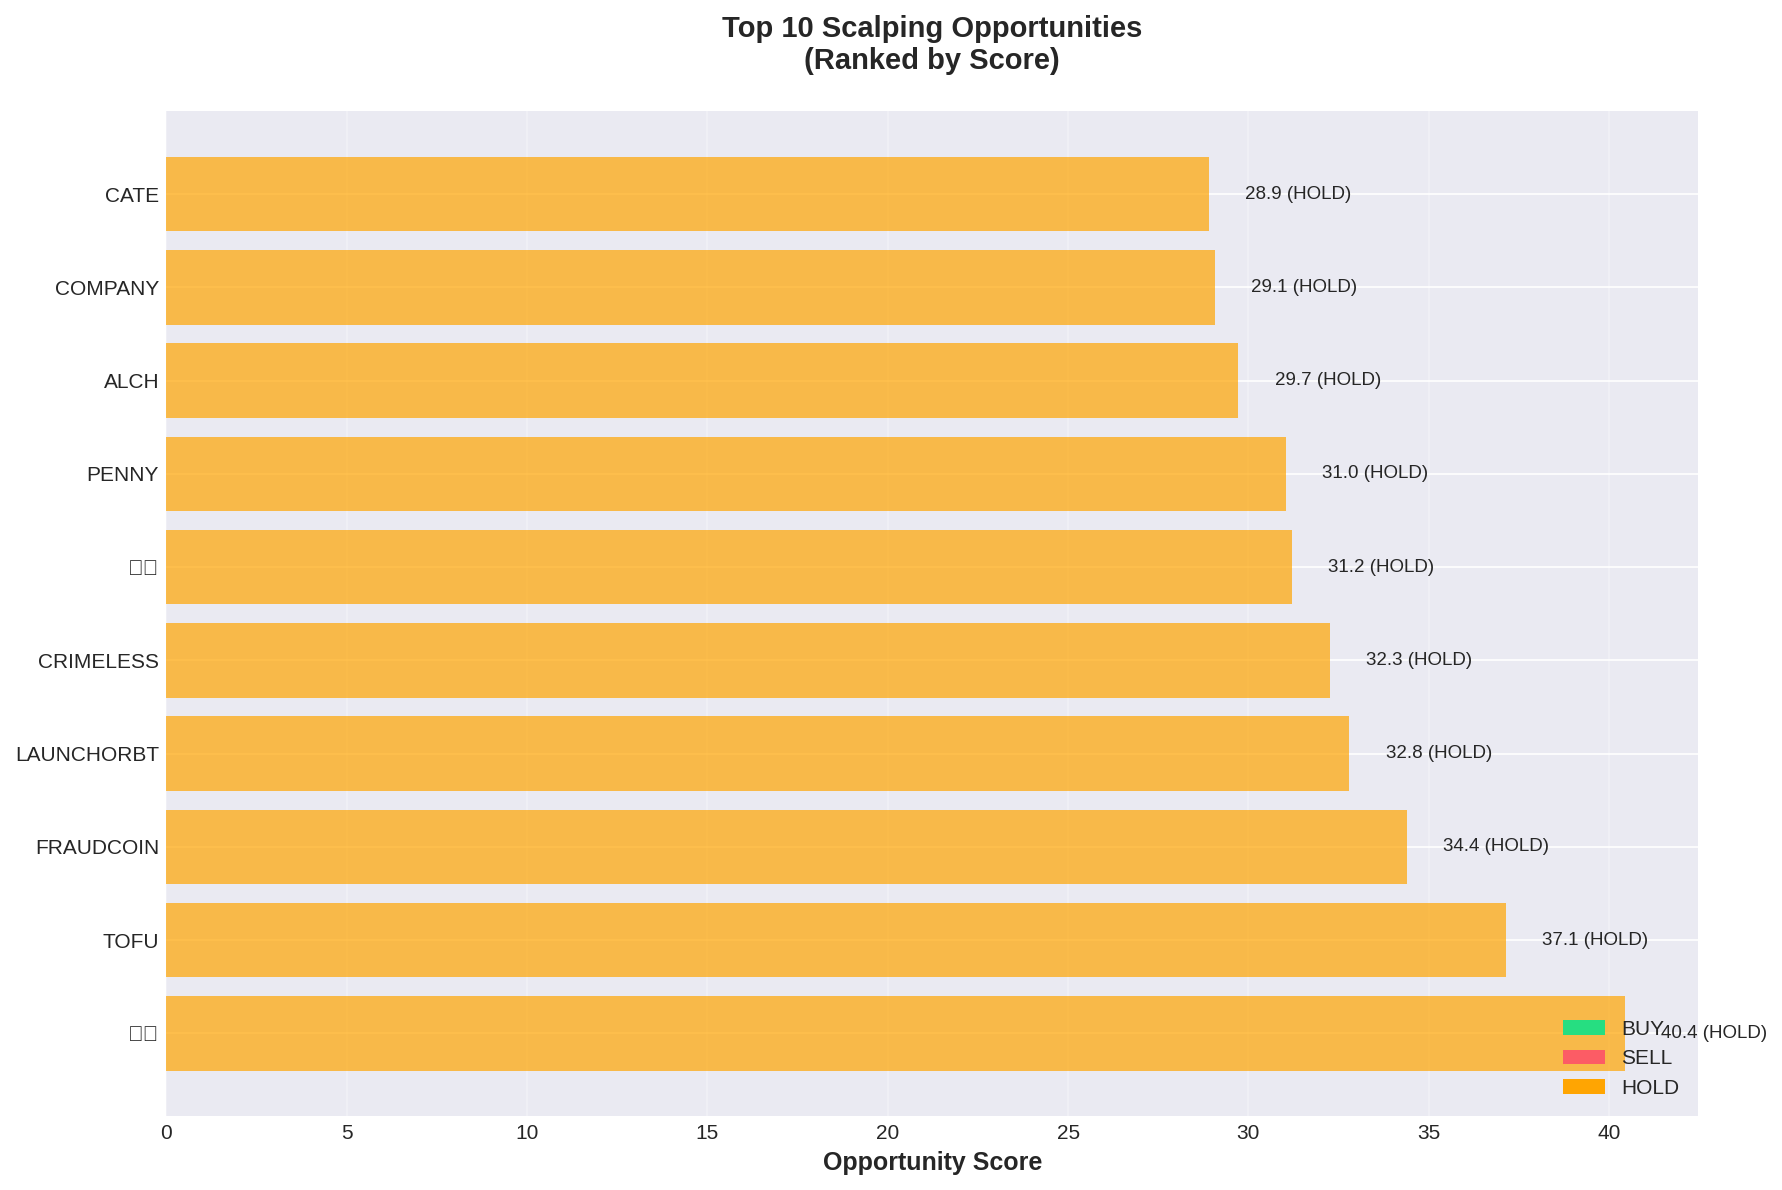 Top 10 Scalping Opportunities
(Ranked by Score)
CATE
28.9 (HOLD)
COMPANY
29.1 (HOLD)
ALCH
29.7 (HOLD)
PENNY
31.0 (HOLD)
31.2 (HOLD)
CRIMELESS
32.3 (HOLD)
LAUNCHORBT
32.8 (HOLD)
FRAUDCOIN
34.4 (HOLD)
TOFU
37.1 (HOLD)
40.4 (HOLD)
BUY
SELL
HOLD
0 5 10 15 20 25 30 35 40
Opportunity Score